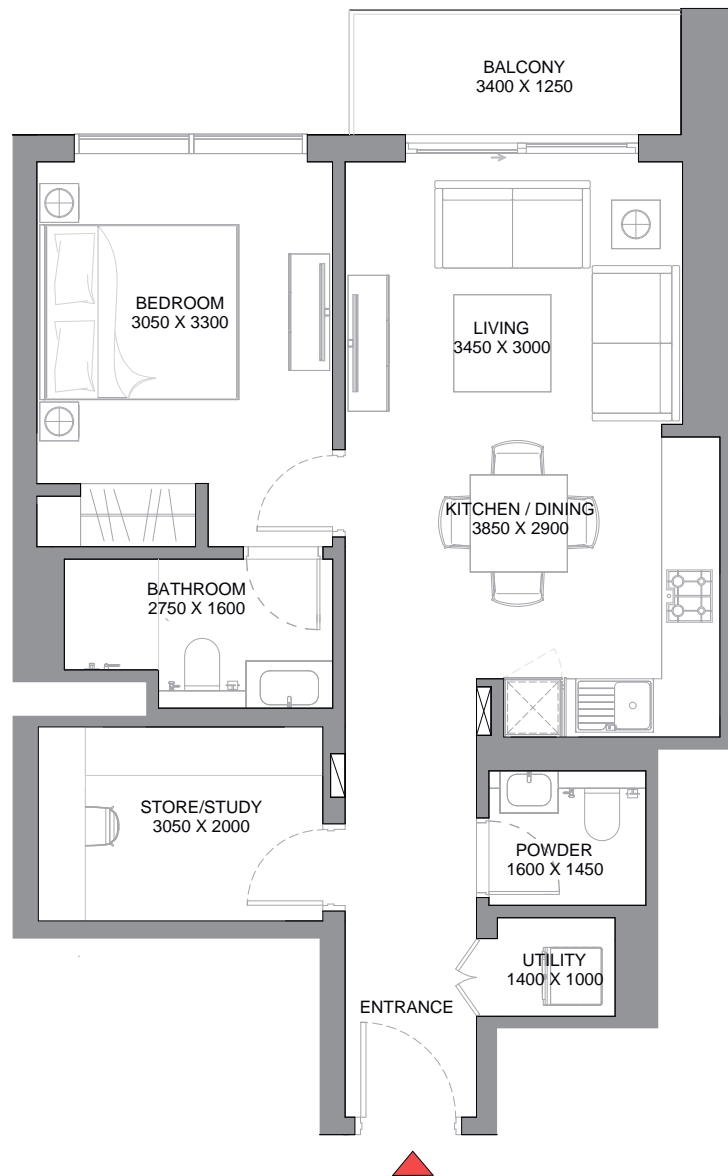 BALCONY
3400 X 1250
BEDROOM
3050 X 3300
LIVING
3450 X 3000
KITCHEN / DINING
3850 X 2900
BATHROOM
2750 X 1600
STORE/STUDY
3050 X 2000
POWDER
1600 X 1450
UTILITY
1400 X 1000
ENTRANCE